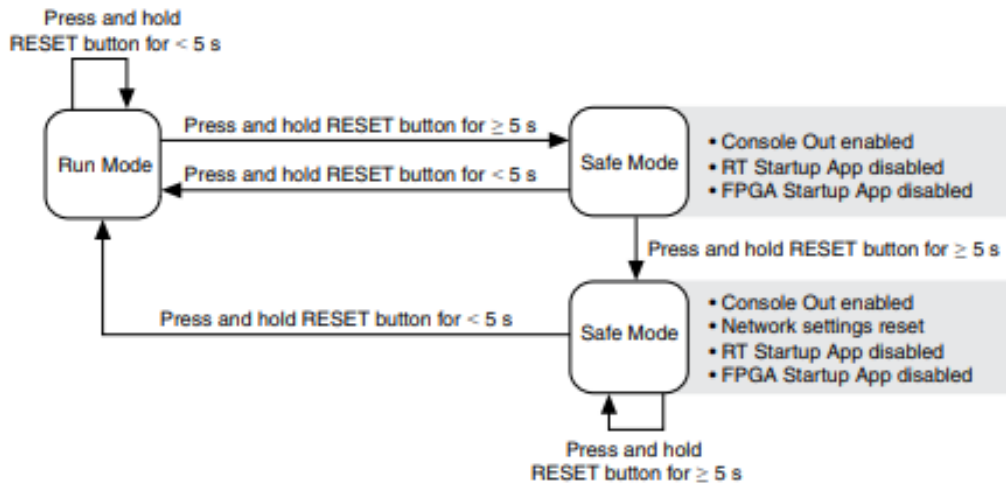 Press and hold
RESET button for < 5 s
Press and hold RESET button for ≥ 5 s
Run Mode
Safe Mode
Press and hold RESET button for < 5 s
• Console Out enabled
• RT Startup App disabled
• FPGA Startup App disabled
Press and hold RESET button for ≥ 5 s
Press and hold RESET button for < 5 s
Safe Mode
• Console Out enabled
• Network settings reset
• RT Startup App disabled
• FPGA Startup App disabled
Press and hold
RESET button for ≥ 5 s